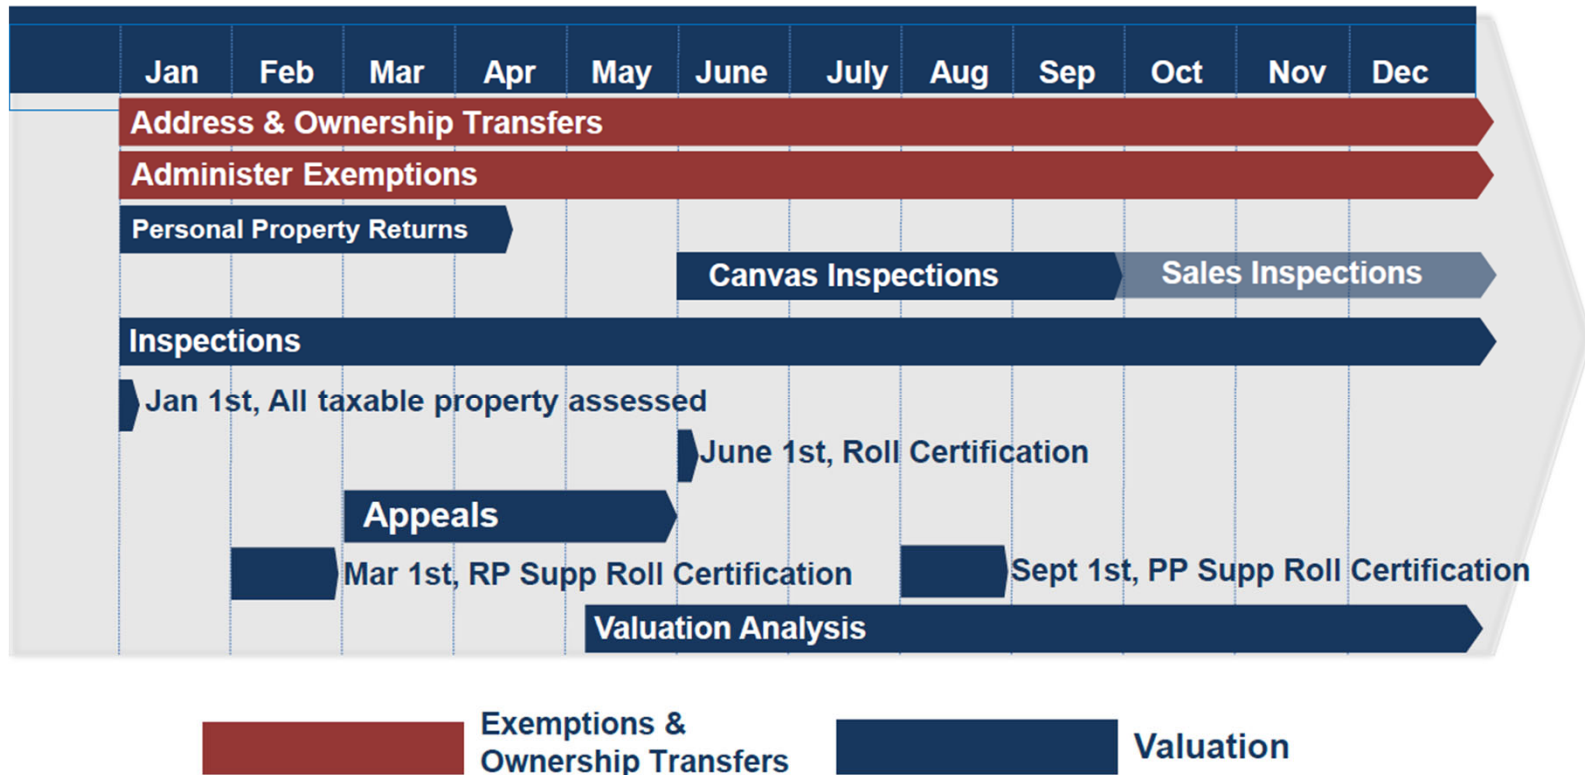 Jan Feb Mar Apr May June July Aug Sep Oct Nov Dec
Address & Ownership Transfers
Administer Exemptions
Personal Property Returns
Canvas Inspections Sales Inspections
Inspections
Jan 1st, All taxable property assessed
June 1st, Roll Certification
Appeals
Mar 1st, RP Supp Roll Certification Sept 1st, PP Supp Roll Certification
Valuation Analysis
Exemptions &
Ownership Transfers
Valuation